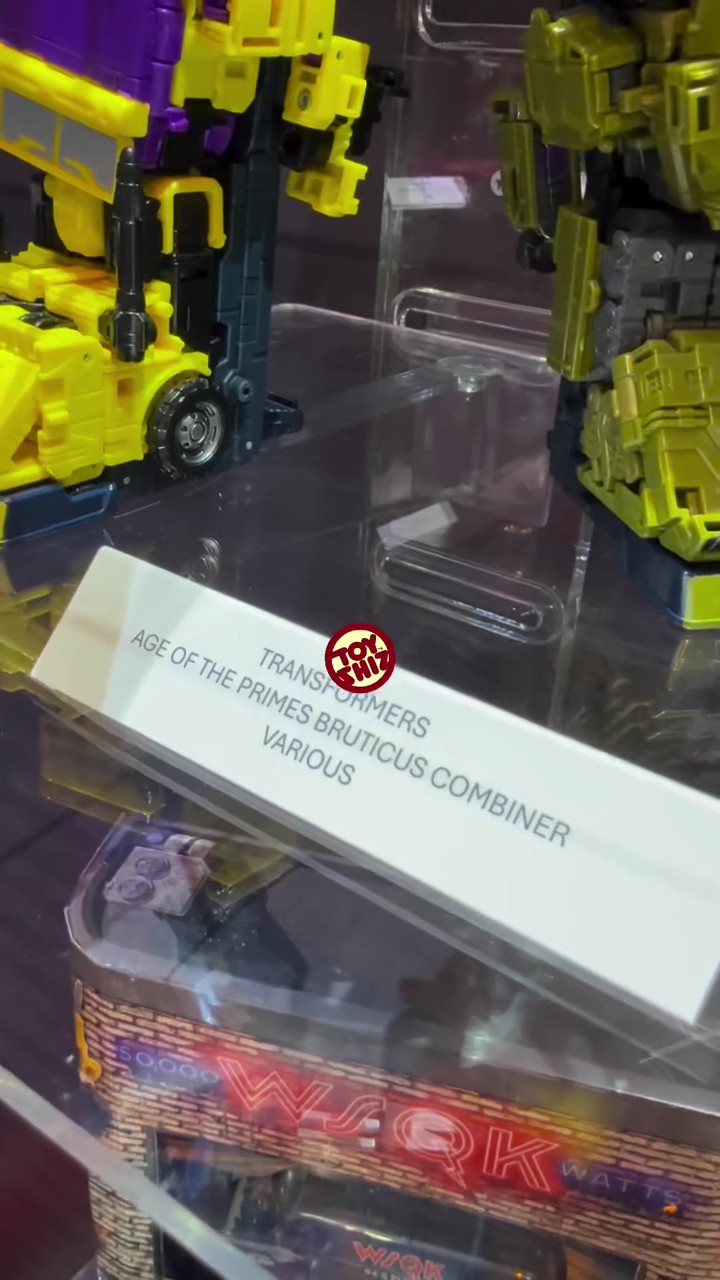 TOY
SHIZ
TRANSFORMERS
AGE OF THE PRIMES BRUTICUS COMBINER
VARIOUS
50,000 WSQK WATTS
WSQK